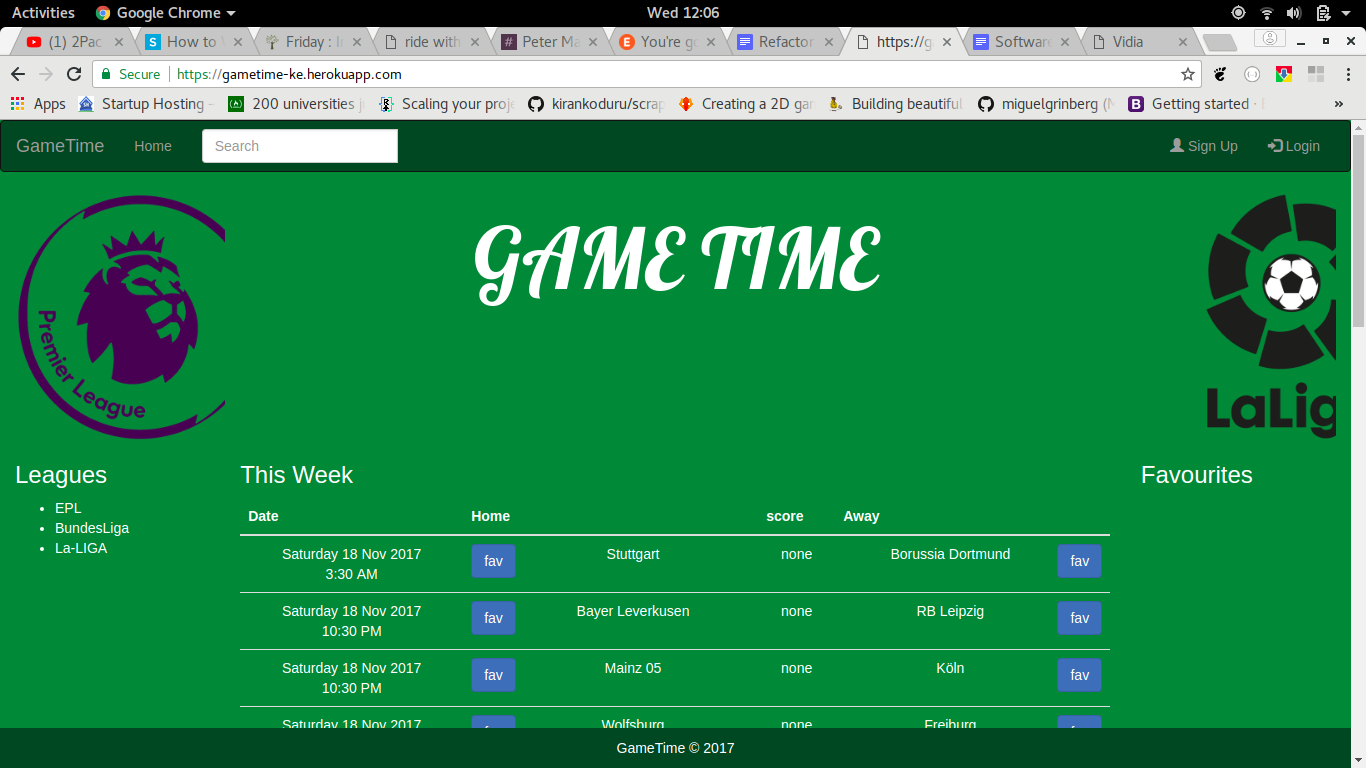 Activities Google Chrome Wed 12:06
(1) 2Pac How to Friday : Ir ride with Peter Ma You're go Refactor https://g Software Vidia
Secure https://gametime-ke.herokuapp.com
Apps Startup Hosting 200 universities Scaling your proje kirankoduru/scrap Creating a 2D gar Building beautiful miguelgrinberg (M Getting started · »
GameTime Home Search Sign Up Login
Premier League
GAME TIME
LaLig
Leagues
EPL
BundesLiga
La-LIGA
This Week
Favourites
Date Home score Away
Saturday 18 Nov 2017 fav Stuttgart none Borussia Dortmund fav
3:30 AM
Saturday 18 Nov 2017 fav Bayer Leverkusen none RB Leipzig fav
10:30 PM
Saturday 18 Nov 2017 fav Mainz 05 none Köln fav
10:30 PM
Saturday 18 Nov 2017 Wolfsburg none Freiburg
GameTime © 2017